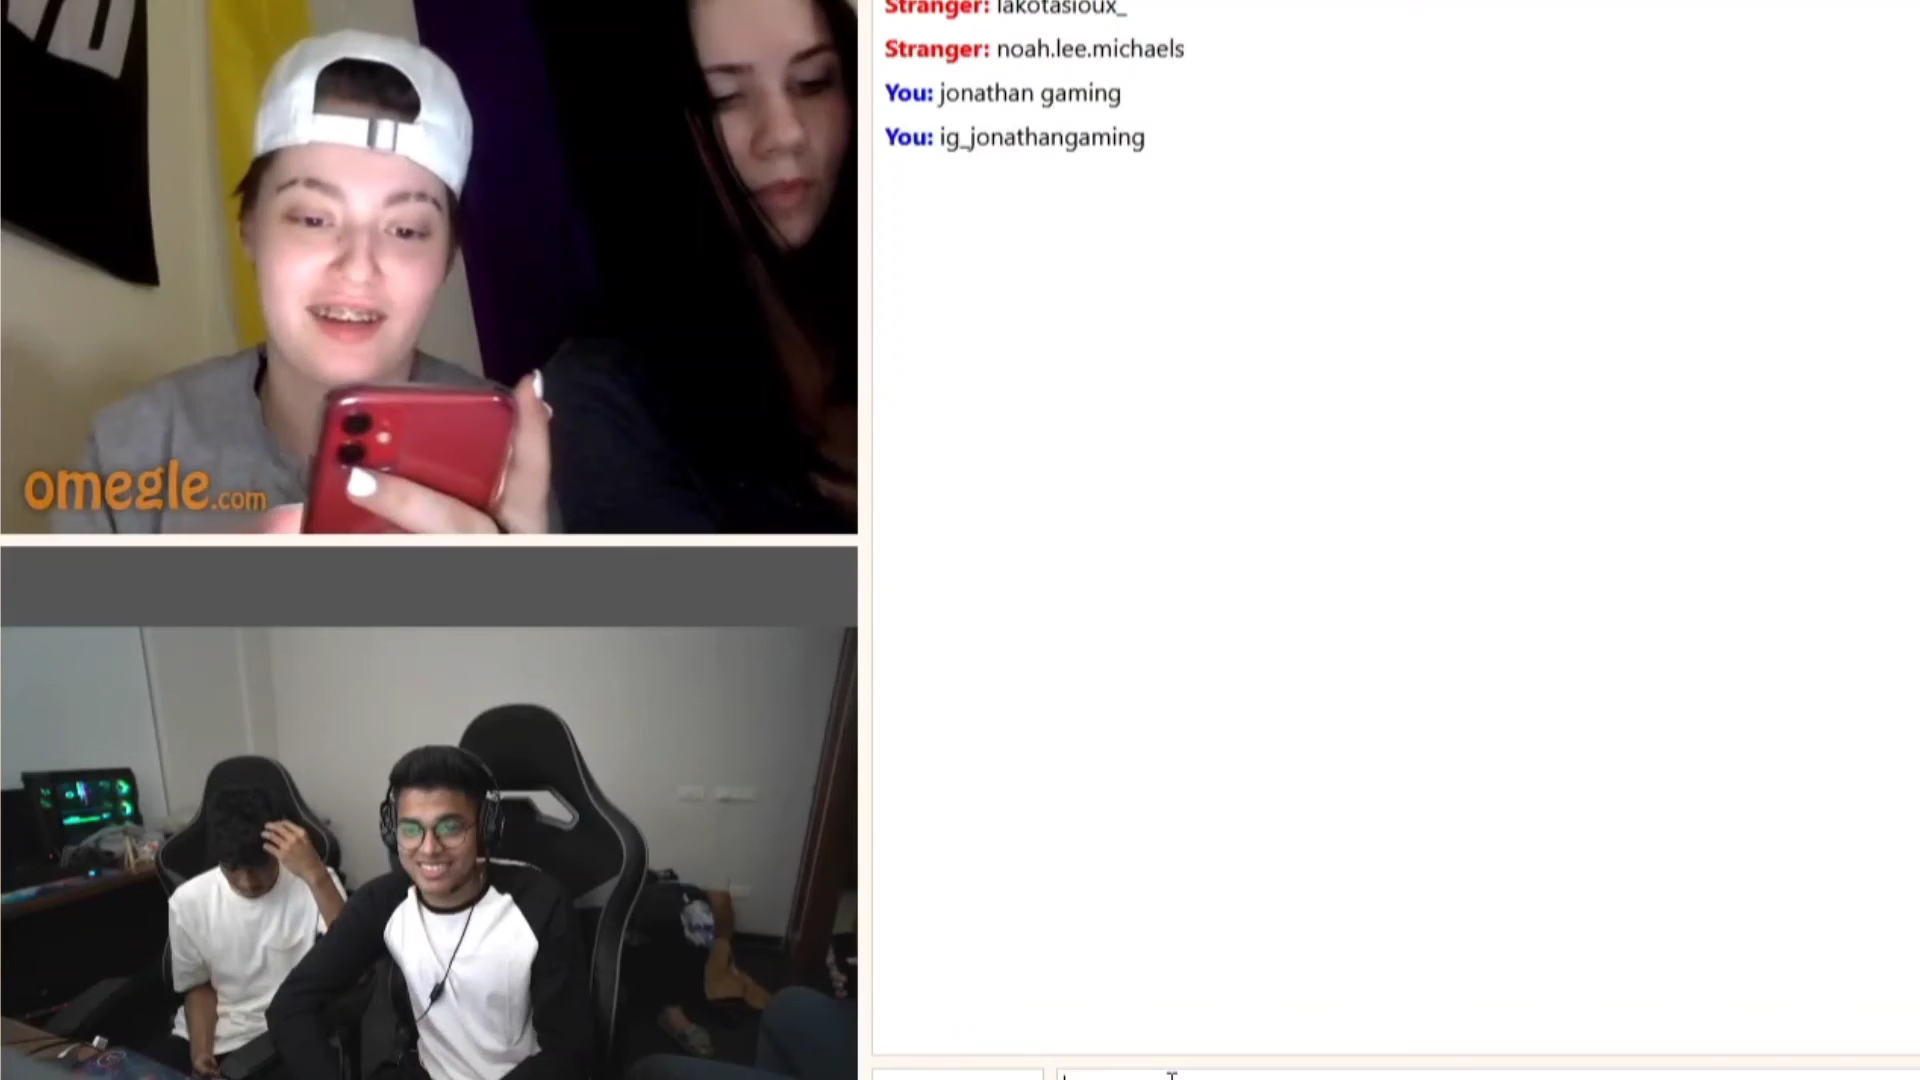 Stranger: lakotasioux_
Stranger: noah.lee.michaels
You: jonathan gaming
You: ig_jonathangaming
omegle.com